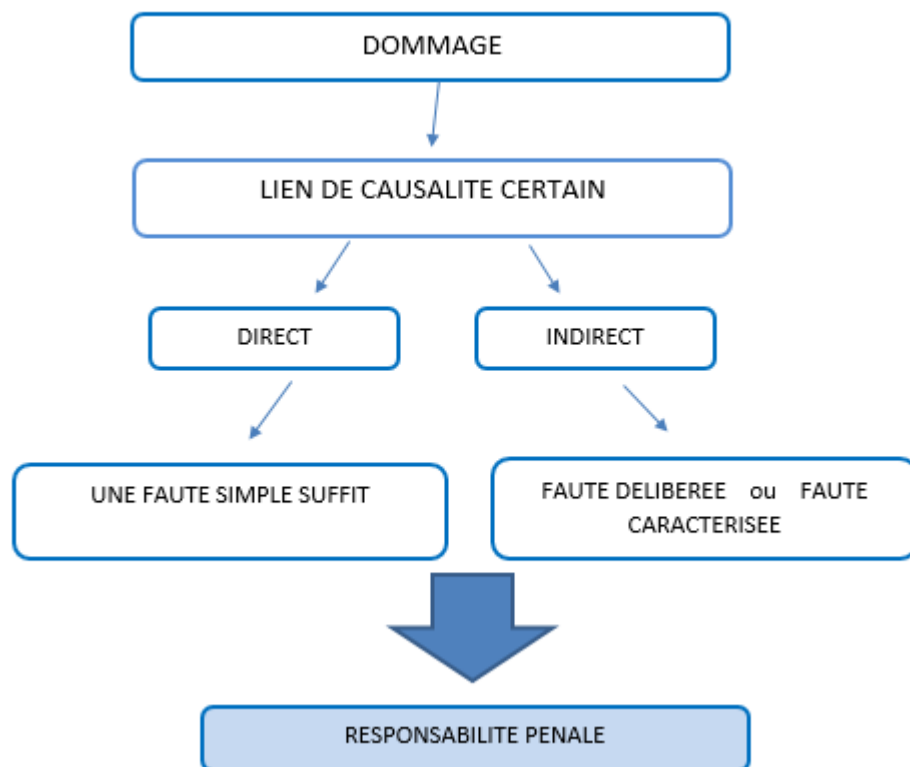 DOMMAGE
LIEN DE CAUSALITE CERTAIN
DIRECT
INDIRECT
UNE FAUTE SIMPLE SUFFIT
FAUTE DELIBEREE ou FAUTE
CARACTERISEE
RESPONSABILITE PENALE